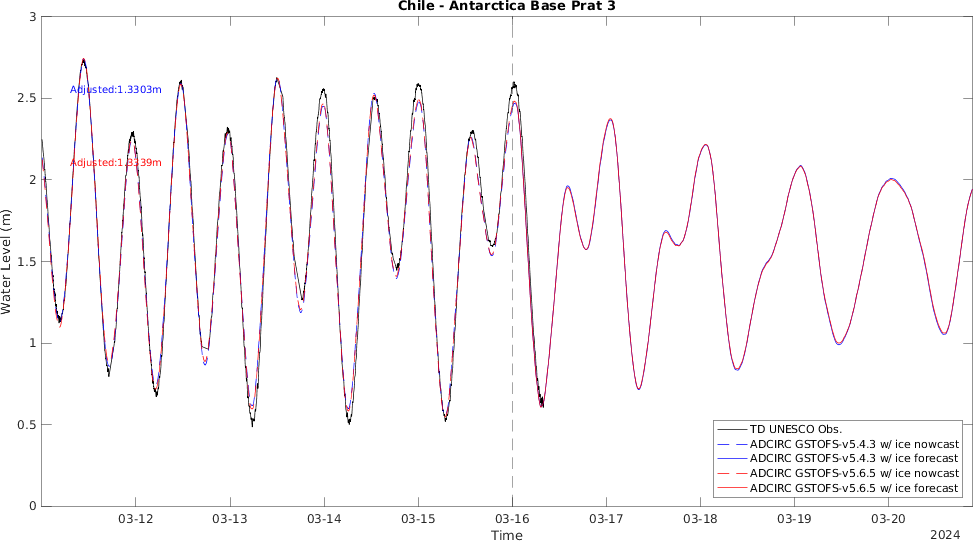 Chile - Antarctica Base Prat 3
3
2.5
2
1.5
1
0.5
0
Water Level (m)
Adjusted:1.3303m
Adjusted:1.3339m
TD UNESCO Obs.
ADCIRC GSTOFS-v5.4.3 w/ ice nowcast
ADCIRC GSTOFS-v5.4.3 w/ ice forecast
ADCIRC GSTOFS-v5.6.5 w/ ice nowcast
ADCIRC GSTOFS-v5.6.5 w/ ice forecast
03-12 03-13 03-14 03-15 03-16 03-17 03-18 03-19 03-20
Time
2024